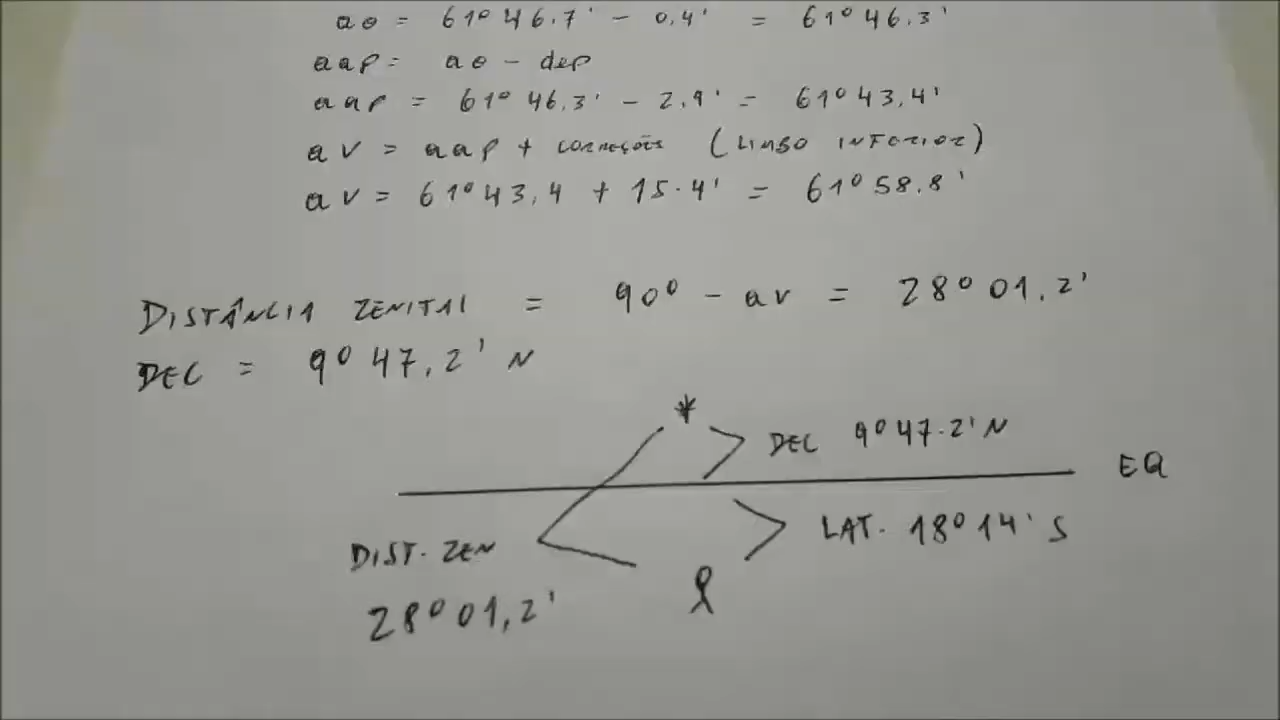 ao = 61° 46.7' - 0.4' = 61° 46.3'
aap = ao - dep
aap = 61° 46.3' - 2.9' = 61° 43,4'
av = aap + correções (LIMBO INFERIOR)
av = 61° 43,4 + 15.4' = 61° 58.8'
DISTÂNCIA ZENITAL = 90° - av = 28° 01,2'
DEC = 9° 47,2' N
*
DEC 9° 47.2' N
EQ
DIST. ZEN
LAT. 18° 14' S
28° 01,2'